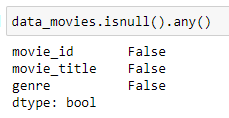 data_movies.isnull().any()
movie_id False
movie_title False
genre False
dtype: bool